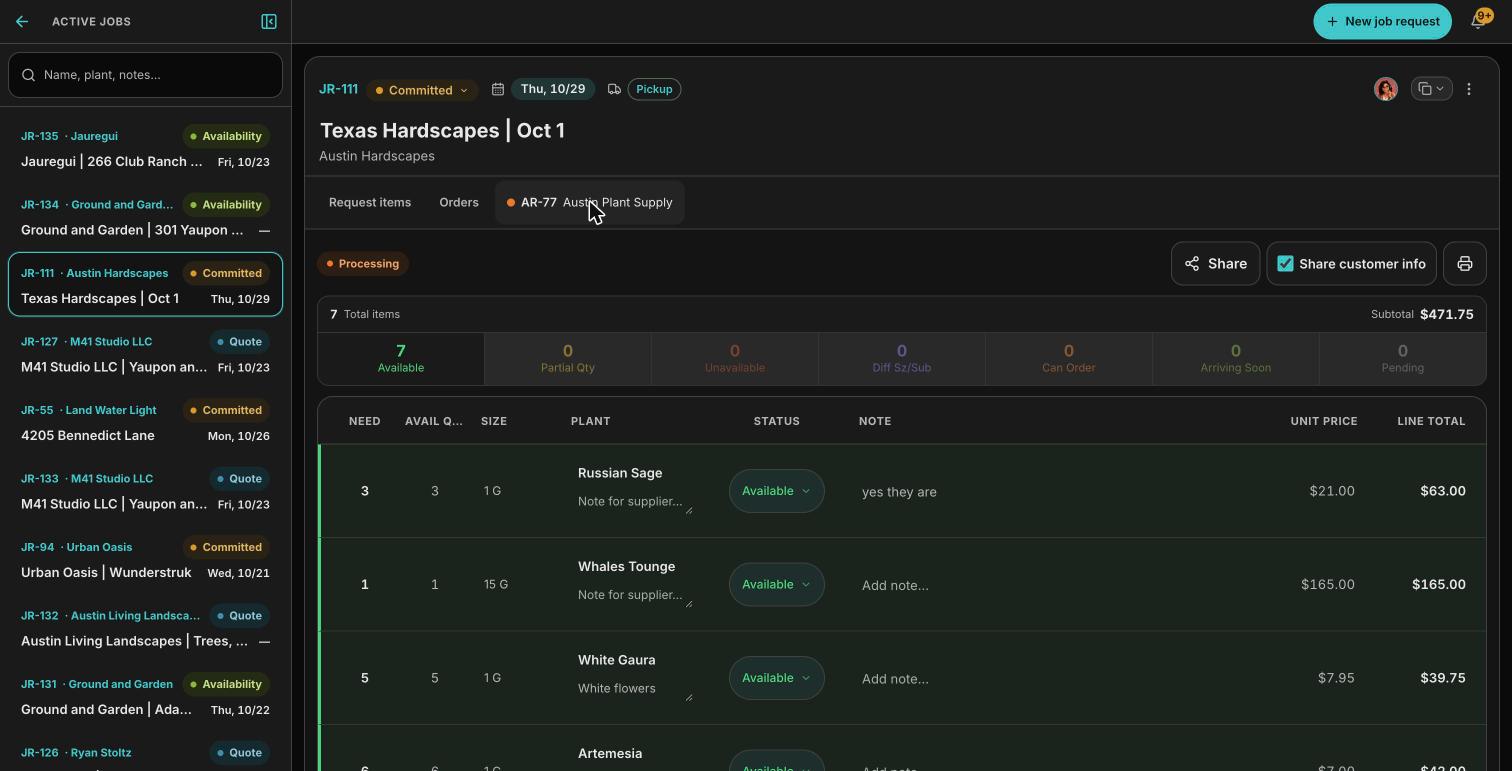 ACTIVE JOBS
New job request
9+
Name, plant, notes...
JR-135 · Jauregui Availability
Jauregui | 266 Club Ranch ... Fri, 10/23
JR-134 · Ground and Gard... Availability
Ground and Garden | 301 Yaupon ... —
JR-111 · Austin Hardscapes Committed
Texas Hardscapes | Oct 1 Thu, 10/29
JR-127 · M41 Studio LLC Quote
M41 Studio LLC | Yaupon an... Fri, 10/23
JR-55 · Land Water Light Committed
4205 Bennedict Lane Mon, 10/26
JR-133 · M41 Studio LLC Quote
M41 Studio LLC | Yaupon an... Fri, 10/23
JR-94 · Urban Oasis Committed
Urban Oasis | Wunderstruk Wed, 10/21
JR-132 · Austin Living Landsca... Quote
Austin Living Landscapes | Trees, ... —
JR-131 · Ground and Garden Availability
Ground and Garden | Ada... Thu, 10/22
JR-126 · Ryan Stoltz Quote
JR-111 Committed Thu, 10/29 Pickup
Texas Hardscapes | Oct 1
Austin Hardscapes
Request items Orders AR-77 Austin Plant Supply
Processing Share Share customer info
7 Total items Subtotal $471.75
7 0 0 0 0 0 0
Available Partial Qty Unavailable Diff Sz/Sub Can Order Arriving Soon Pending
NEED AVAIL Q... SIZE PLANT STATUS NOTE UNIT PRICE LINE TOTAL
Russian Sage
3 3 1 G Available yes they are $21.00 $63.00
Note for supplier...
Whales Tounge
1 1 15 G Available Add note... $165.00 $165.00
Note for supplier...
White Gaura
5 5 1 G Available Add note... $7.95 $39.75
White flowers
Artemesia
6 6 1 G Available Add note... $7.00 $42.00